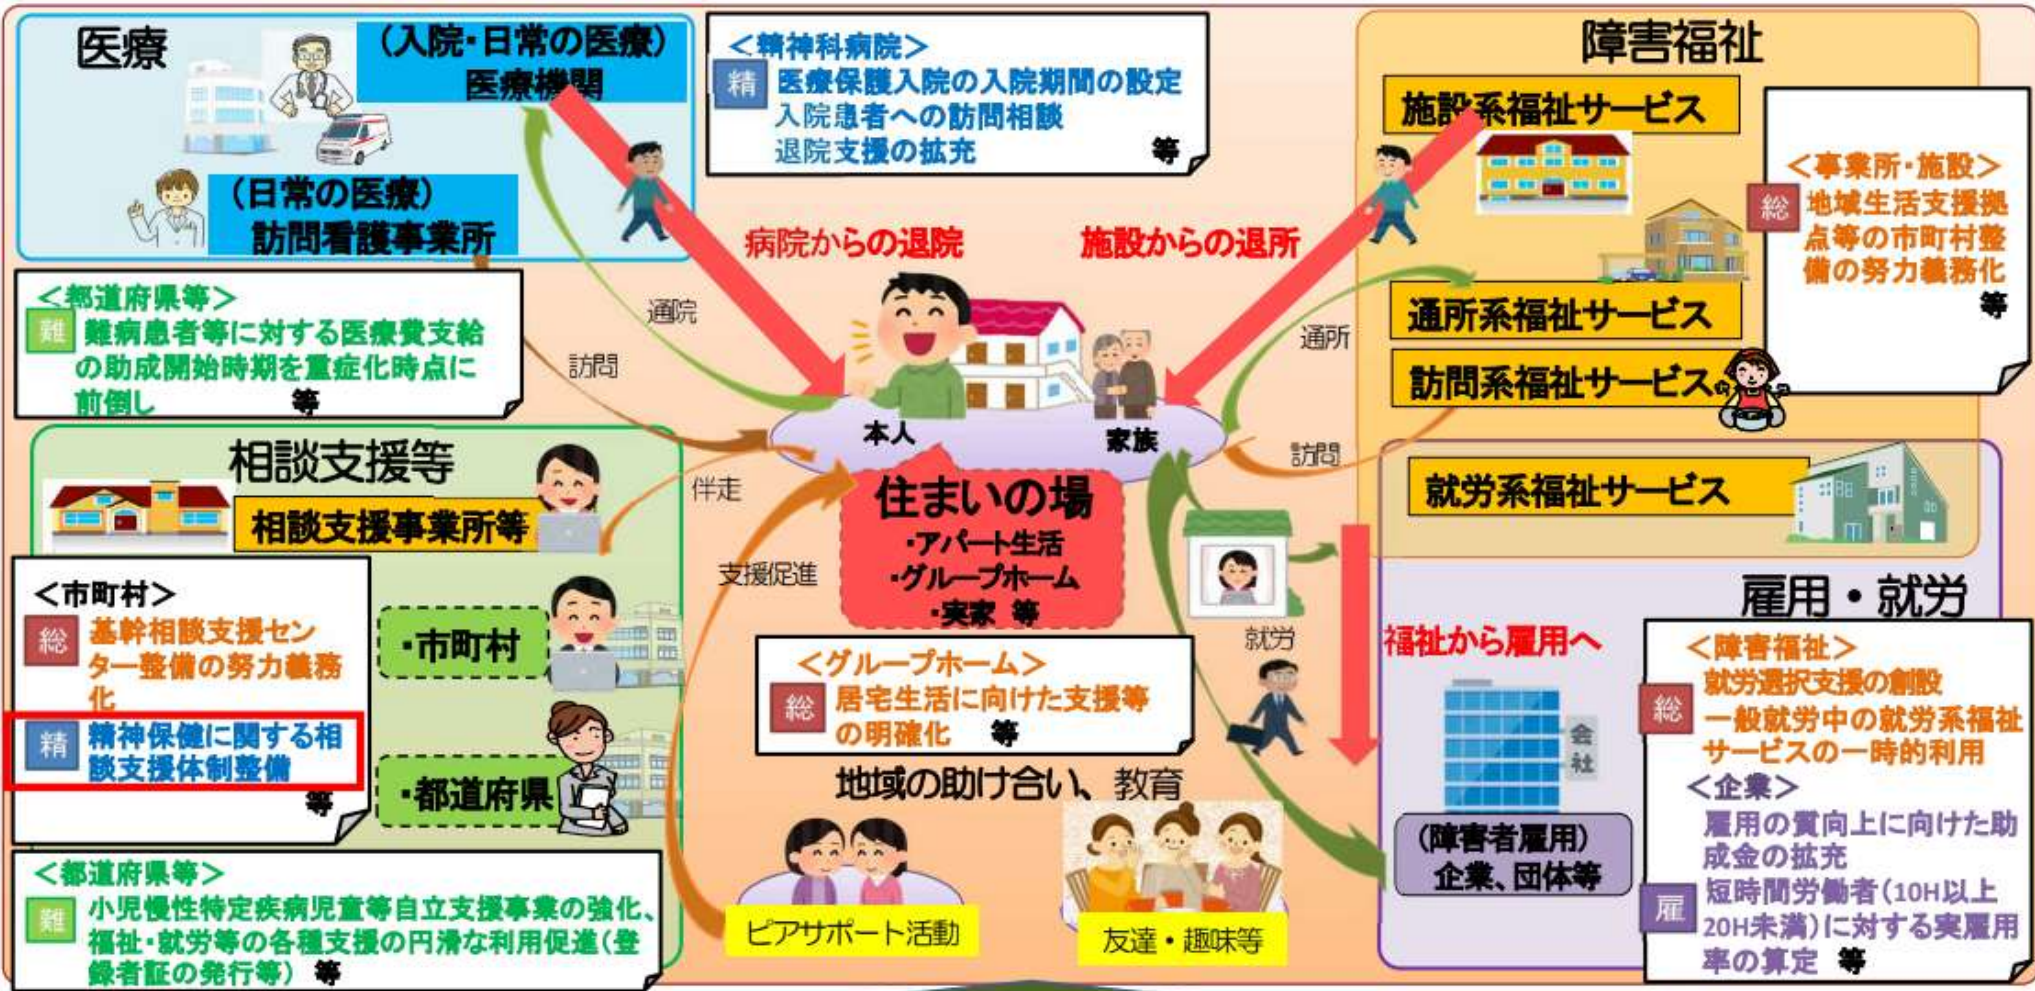 医療
(入院・日常の医療)
医療機関
(日常の医療)
訪問看護事業所
＜精神科病院＞
精
医療保護入院の入院期間の設定
入院患者への訪問相談
退院支援の拡充
等
障害福祉
施設系福祉サービス
＜事業所・施設＞
総
地域生活支援拠
点等の市町村整
備の努力義務化
等
通所系福祉サービス
訪問系福祉サービス
就労系福祉サービス
病院からの退院
施設からの退所
通院
訪問
通所
訪問
＜都道府県等＞
難
難病患者等に対する医療費支給
の助成開始時期を重症化時点に
前倒し 等
本人
家族
住まいの場
・アパート生活
・グループホーム
・実家 等
伴走
支援促進
相談支援等
相談支援事業所等
＜市町村＞
総
基幹相談支援セン
ター整備の努力義務
化
精
精神保健に関する相
談支援体制整備
等
・市町村
・都道府県
＜都道府県等＞
難
小児慢性特定疾病児童等自立支援事業の強化、
福祉・就労等の各種支援の円滑な利用促進(登
録者証の発行等) 等
＜グループホーム＞
総
居宅生活に向けた支援等
の明確化 等
地域の助け合い、教育
ピアサポート活動
友達・趣味等
就労
福祉から雇用へ
雇用・就労
会
社
(障害者雇用)
企業、団体等
＜障害福祉＞
総
就労選択支援の創設
一般就労中の就労系福祉
サービスの一時的利用
＜企業＞
雇用の質向上に向けた助
成金の拡充
雇
短時間労働者(10H以上
20H未満)に対する実雇用
率の算定 等